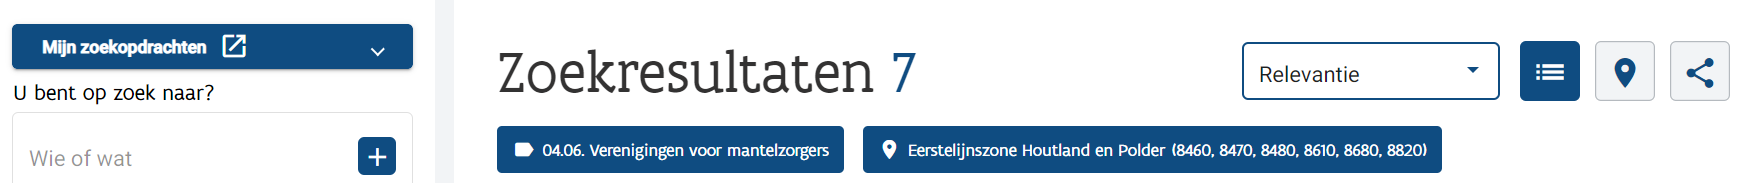 Mijn zoekopdrachten
U bent op zoek naar?
Wie of wat
Zoekresultaten 7
Relevantie
04.06. Verenigingen voor mantelzorgers
Eerstelijnszone Houtland en Polder (8460, 8470, 8480, 8610, 8680, 8820)